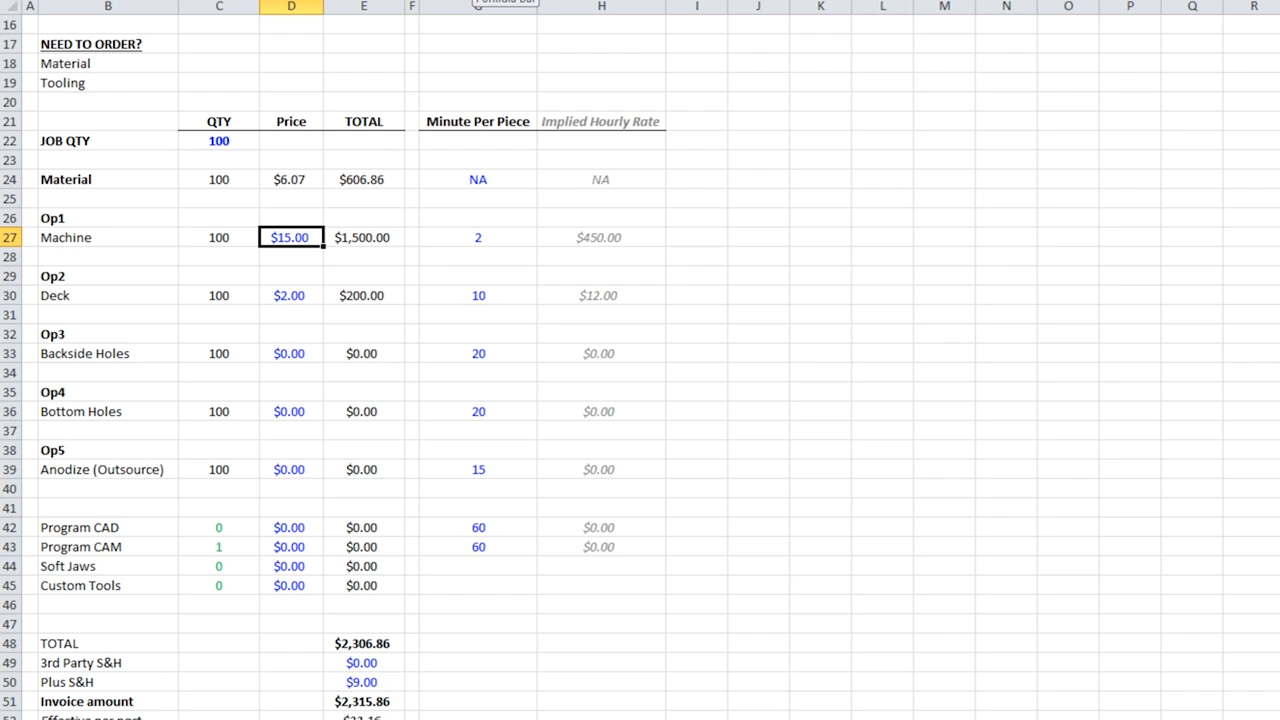 Formula Bar
A B C D E F G H I J K L M N O P Q R
16
17 NEED TO ORDER?
18 Material
19 Tooling
20
21 QTY Price TOTAL Minute Per Piece Implied Hourly Rate
22 JOB QTY 100
23
24 Material 100 $6.07 $606.86 NA NA
25
26 Op1
27 Machine 100 $15.00 $1,500.00 2 $450.00
28
29 Op2
30 Deck 100 $2.00 $200.00 10 $12.00
31
32 Op3
33 Backside Holes 100 $0.00 $0.00 20 $0.00
34
35 Op4
36 Bottom Holes 100 $0.00 $0.00 20 $0.00
37
38 Op5
39 Anodize (Outsource) 100 $0.00 $0.00 15 $0.00
40
41
42 Program CAD 0 $0.00 $0.00 60 $0.00
43 Program CAM 1 $0.00 $0.00 60 $0.00
44 Soft Jaws 0 $0.00 $0.00
45 Custom Tools 0 $0.00 $0.00
46
47
48 TOTAL $2,306.86
49 3rd Party S&H $0.00
50 Plus S&H $9.00
51 Invoice amount $2,315.86
52 Effective per part $23.16